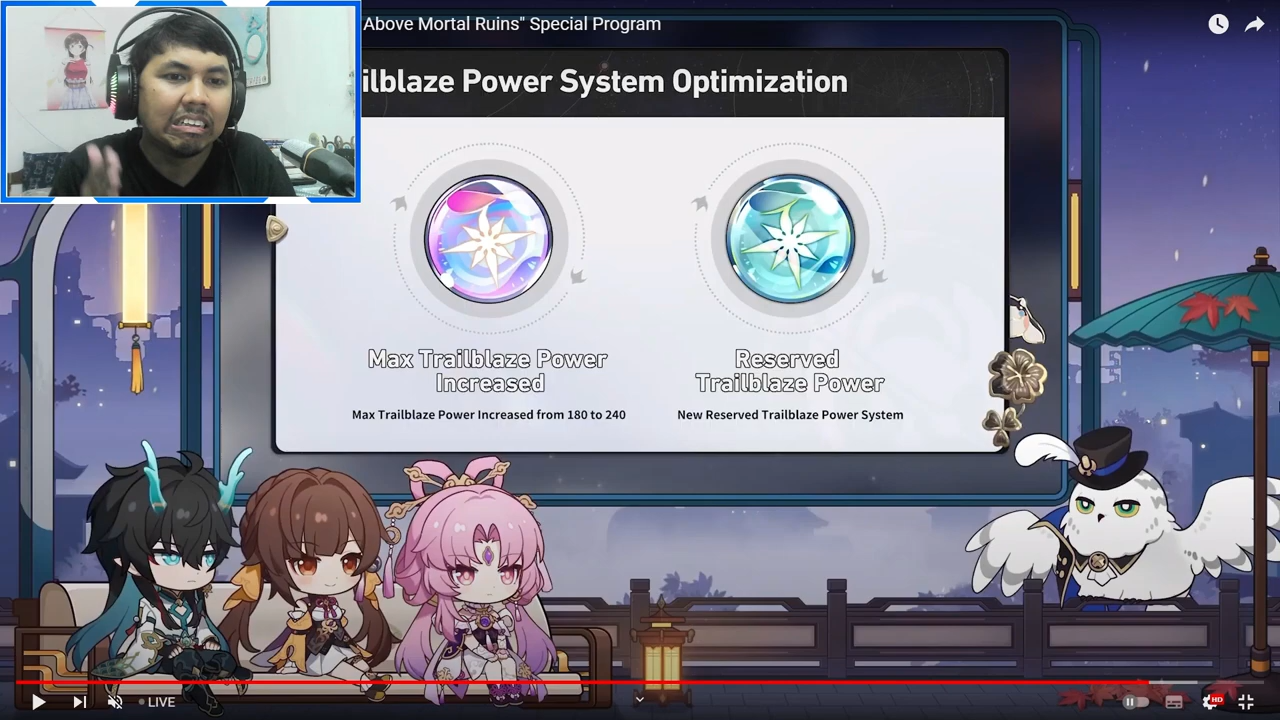 Above Mortal Ruins" Special Program
ilblaze Power System Optimization
Max Trailblaze Power
Increased
Max Trailblaze Power Increased from 180 to 240
Reserved
Trailblaze Power
New Reserved Trailblaze Power System
LIVE
HD